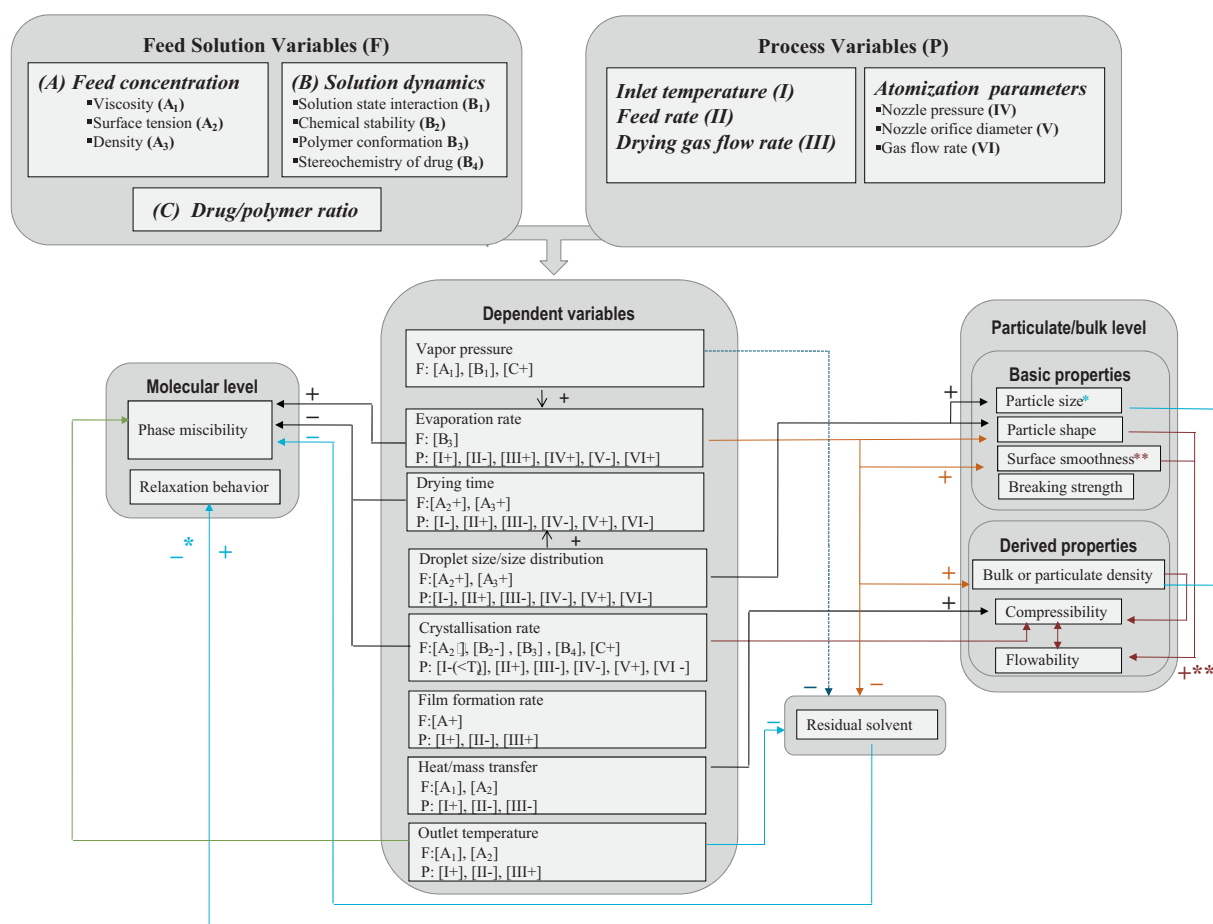 Feed Solution Variables (F)
(A) Feed concentration
▪Viscosity (A₁)
▪Surface tension (A₂)
▪Density (A₃)
(B) Solution dynamics
▪Solution state interaction (B₁)
▪Chemical stability (B₂)
▪Polymer conformation B₃)
▪Stereochemistry of drug (B₄)
(C) Drug/polymer ratio
Process Variables (P)
Inlet temperature (I)
Feed rate (II)
Drying gas flow rate (III)
Atomization parameters
▪Nozzle pressure (IV)
▪Nozzle orifice diameter (V)
▪Gas flow rate (VI)
Dependent variables
Vapor pressure
F: [A₁], [B₁], [C+]
+
Evaporation rate
F: [B₃]
P: [I+], [II-], [III+], [IV+], [V-], [VI+]
Drying time
F:[A₂+], [A₃+]
P: [I-], [II+], [III-], [IV-], [V+], [VI-]
+
Droplet size/size distribution
F:[A₂+], [A₃+]
P:[I-], [II+], [III-], [IV-], [V+], [VI-]
Crystallisation rate
F:[A₂], [B₂-] , [B₃] , [B₄], [C+]
P: [I-(<T], [II+], [III-], [IV-], [V+], [VI -]
Film formation rate
F:[A+]
P: [I+], [II-], [III+]
Heat/mass transfer
F:[A₁], [A₂]
P: [I+], [II-], [III-]
Outlet temperature
F:[A₁], [A₂]
P: [I+], [II-], [III+]
Molecular level
Phase miscibility
Relaxation behavior
+
−
−
−*
+
Particulate/bulk level
Basic properties
Particle size*
Particle shape
Surface smoothness**
Breaking strength
Derived properties
Bulk or particulate density
Compressibility
Flowability
+
+
+
+
+
+**
−
−
−
Residual solvent